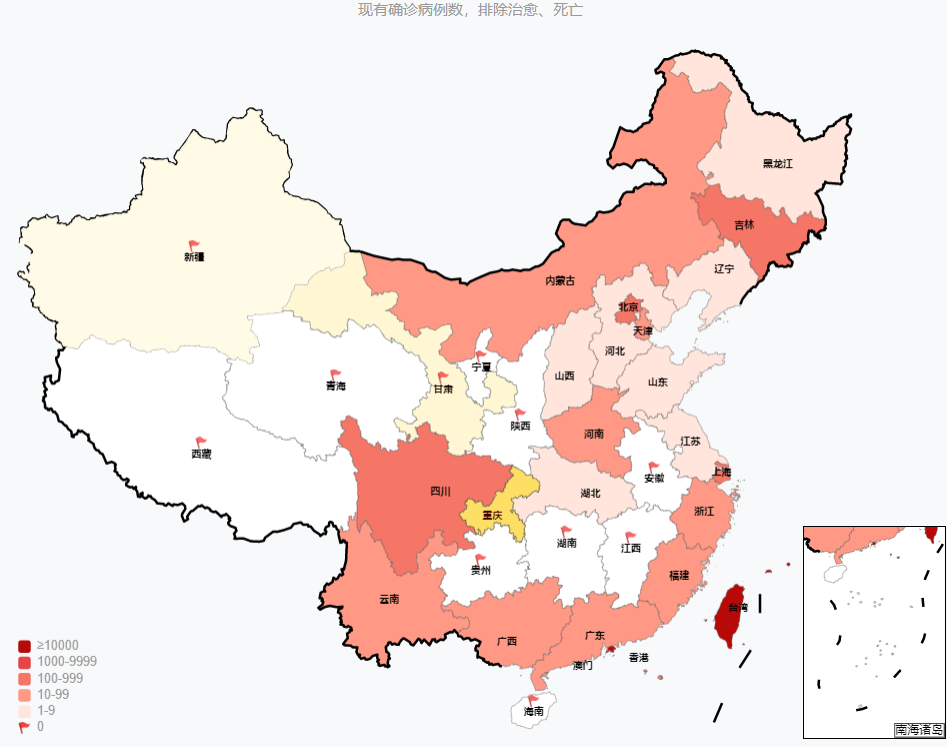 现有确诊病例数，排除治愈、死亡
黑龙江
吉林
辽宁
新疆
内蒙古
北京
天津
河北
宁夏
山西
山东
青海
甘肃
陕西
河南
江苏
西藏
安徽
上海
四川
湖北
重庆
浙江
湖南
江西
贵州
福建
云南
台湾
广西
广东
香港
澳门
海南
≥10000
1000-9999
100-999
10-99
1-9
0
南海诸岛